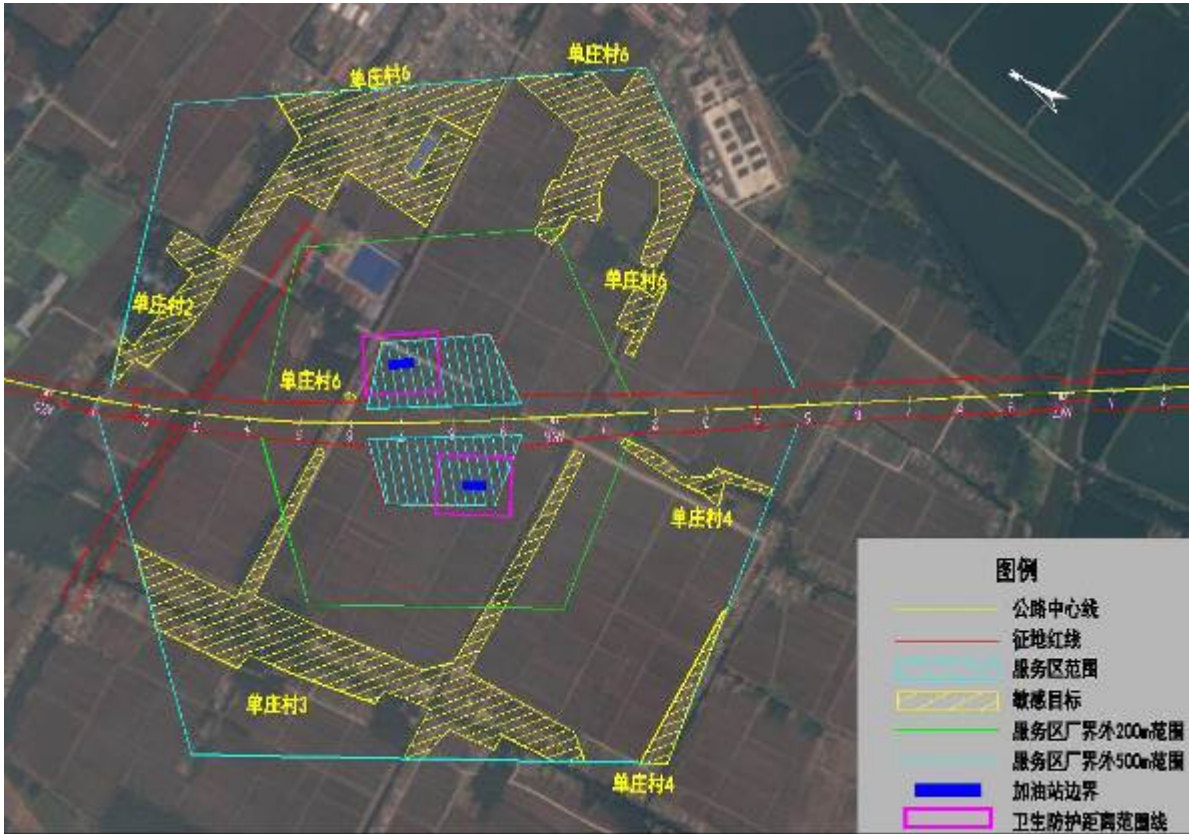 单庄村6
单庄村6
单庄村6
单庄村2
单庄村6
单庄村4
单庄村3
单庄村4
图例
公路中心线
征地红线
服务区范围
敏感目标
服务区厂界外200m范围
服务区厂界外500m范围
加油站边界
卫生防护距离范围线